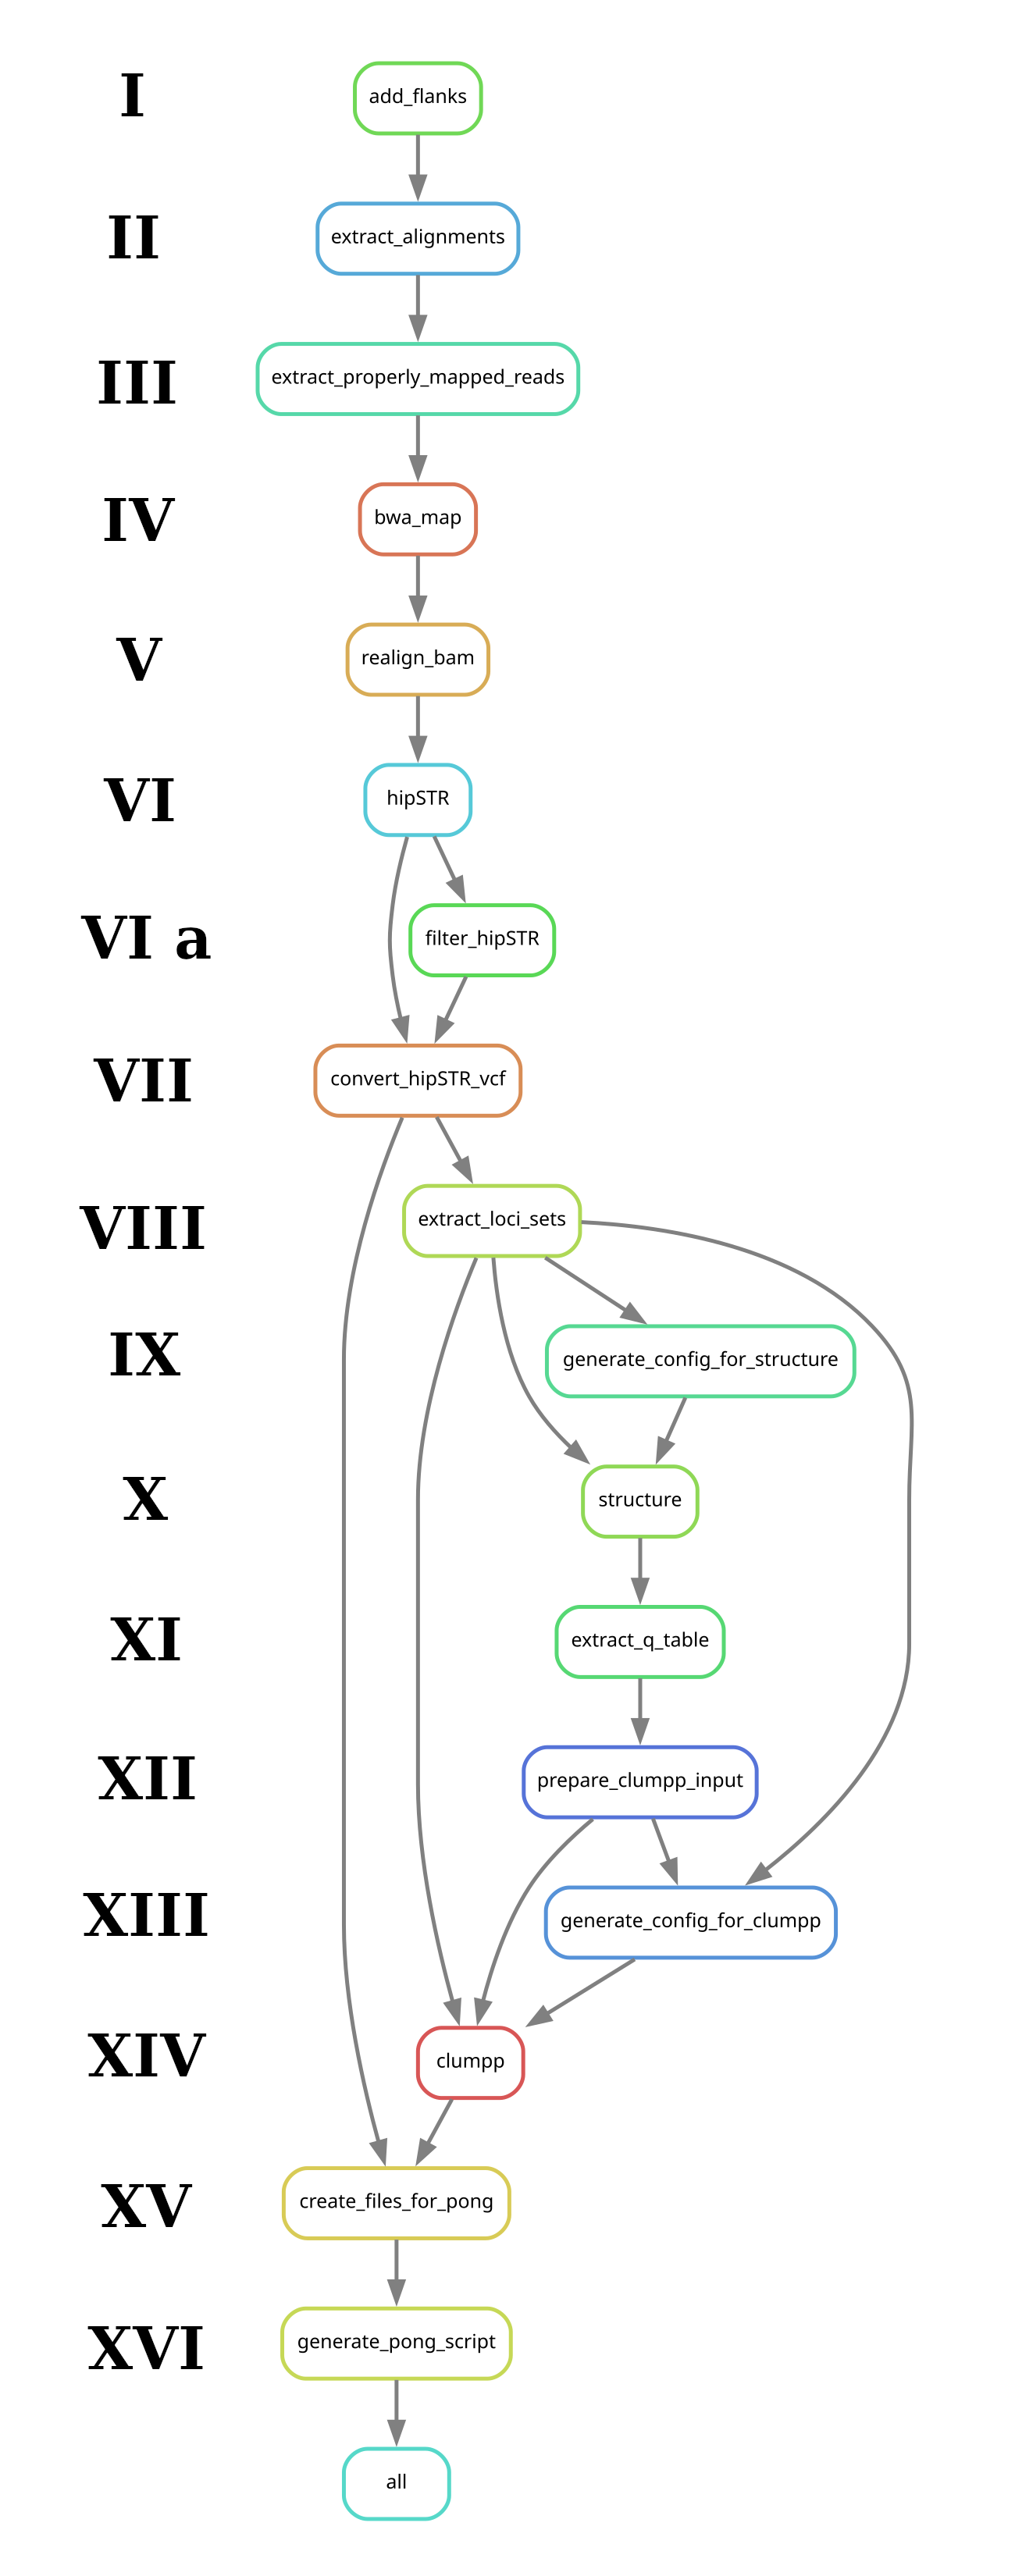 I
add_flanks
II
extract_alignments
III
extract_properly_mapped_reads
IV
bwa_map
V
realign_bam
VI
hipSTR
VI a
filter_hipSTR
VII
convert_hipSTR_vcf
VIII
extract_loci_sets
IX
generate_config_for_structure
X
structure
XI
extract_q_table
XII
prepare_clumpp_input
XIII
generate_config_for_clumpp
XIV
clumpp
XV
create_files_for_pong
XVI
generate_pong_script
all